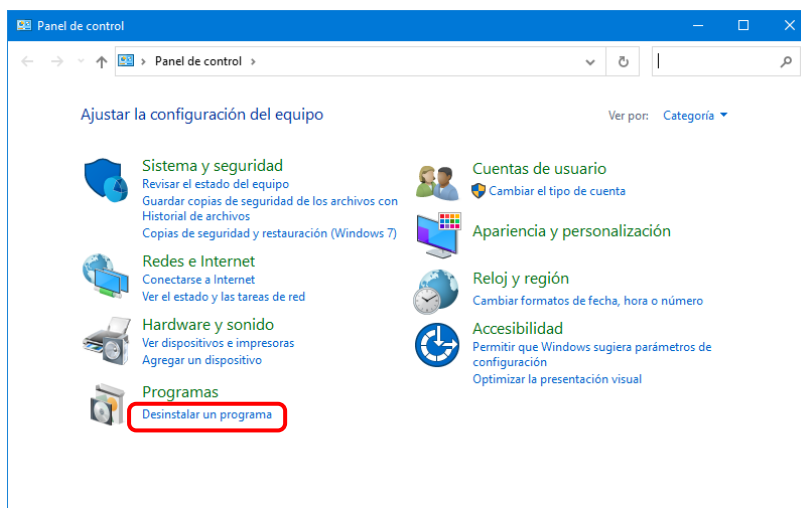 Panel de control
Panel de control
Ajustar la configuración del equipo
Ver por: Categoría
Sistema y seguridad
Revisar el estado del equipo
Guardar copias de seguridad de los archivos con
Historial de archivos
Copias de seguridad y restauración (Windows 7)
Redes e Internet
Conectarse a Internet
Ver el estado y las tareas de red
Hardware y sonido
Ver dispositivos e impresoras
Agregar un dispositivo
Programas
Desinstalar un programa
Cuentas de usuario
Cambiar el tipo de cuenta
Apariencia y personalización
Reloj y región
Cambiar formatos de fecha, hora o número
Accesibilidad
Permitir que Windows sugiera parámetros de
configuración
Optimizar la presentación visual